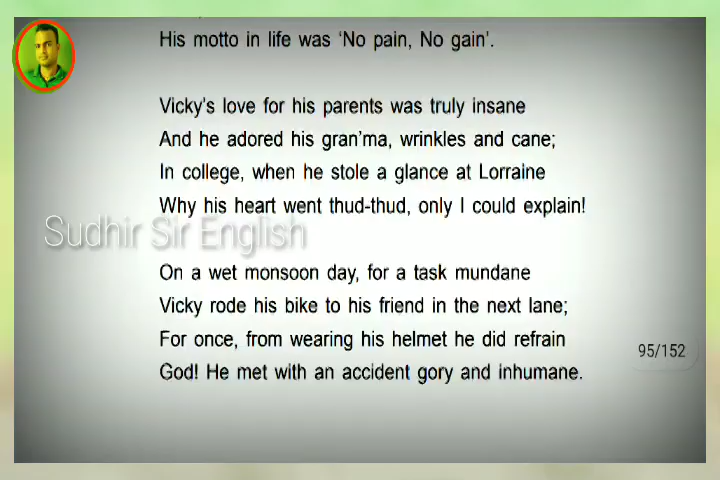 His motto in life was 'No pain, No gain'.
Vicky's love for his parents was truly insane
And he adored his gran'ma, wrinkles and cane;
In college, when he stole a glance at Lorraine
Why his heart went thud-thud, only I could explain!
Sudhir Sir English
On a wet monsoon day, for a task mundane
Vicky rode his bike to his friend in the next lane;
For once, from wearing his helmet he did refrain
95/152
God! He met with an accident gory and inhumane.